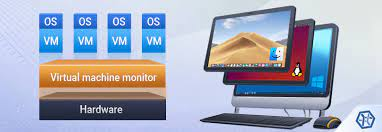 OS OS OS OS
VM VM VM VM
Virtual machine monitor
Hardware